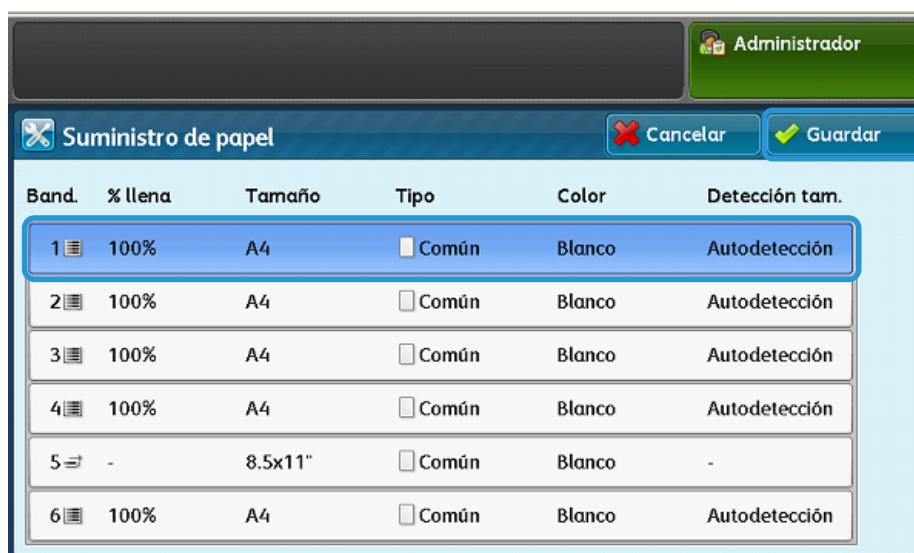 Administrador
Suministro de papel Cancelar Guardar
Band. % llena Tamaño Tipo Color Detección tam.
1 100% A4 Común Blanco Autodetección
2 100% A4 Común Blanco Autodetección
3 100% A4 Común Blanco Autodetección
4 100% A4 Común Blanco Autodetección
5 - 8.5x11" Común Blanco -
6 100% A4 Común Blanco Autodetección